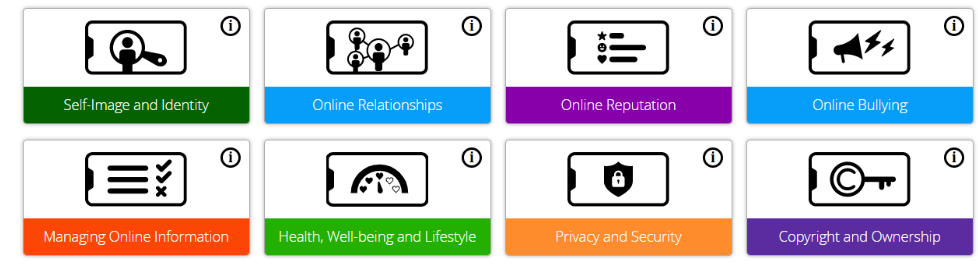 Self-Image and Identity
Online Relationships
Online Reputation
Online Bullying
Managing Online Information
Health, Well-being and Lifestyle
Privacy and Security
Copyright and Ownership